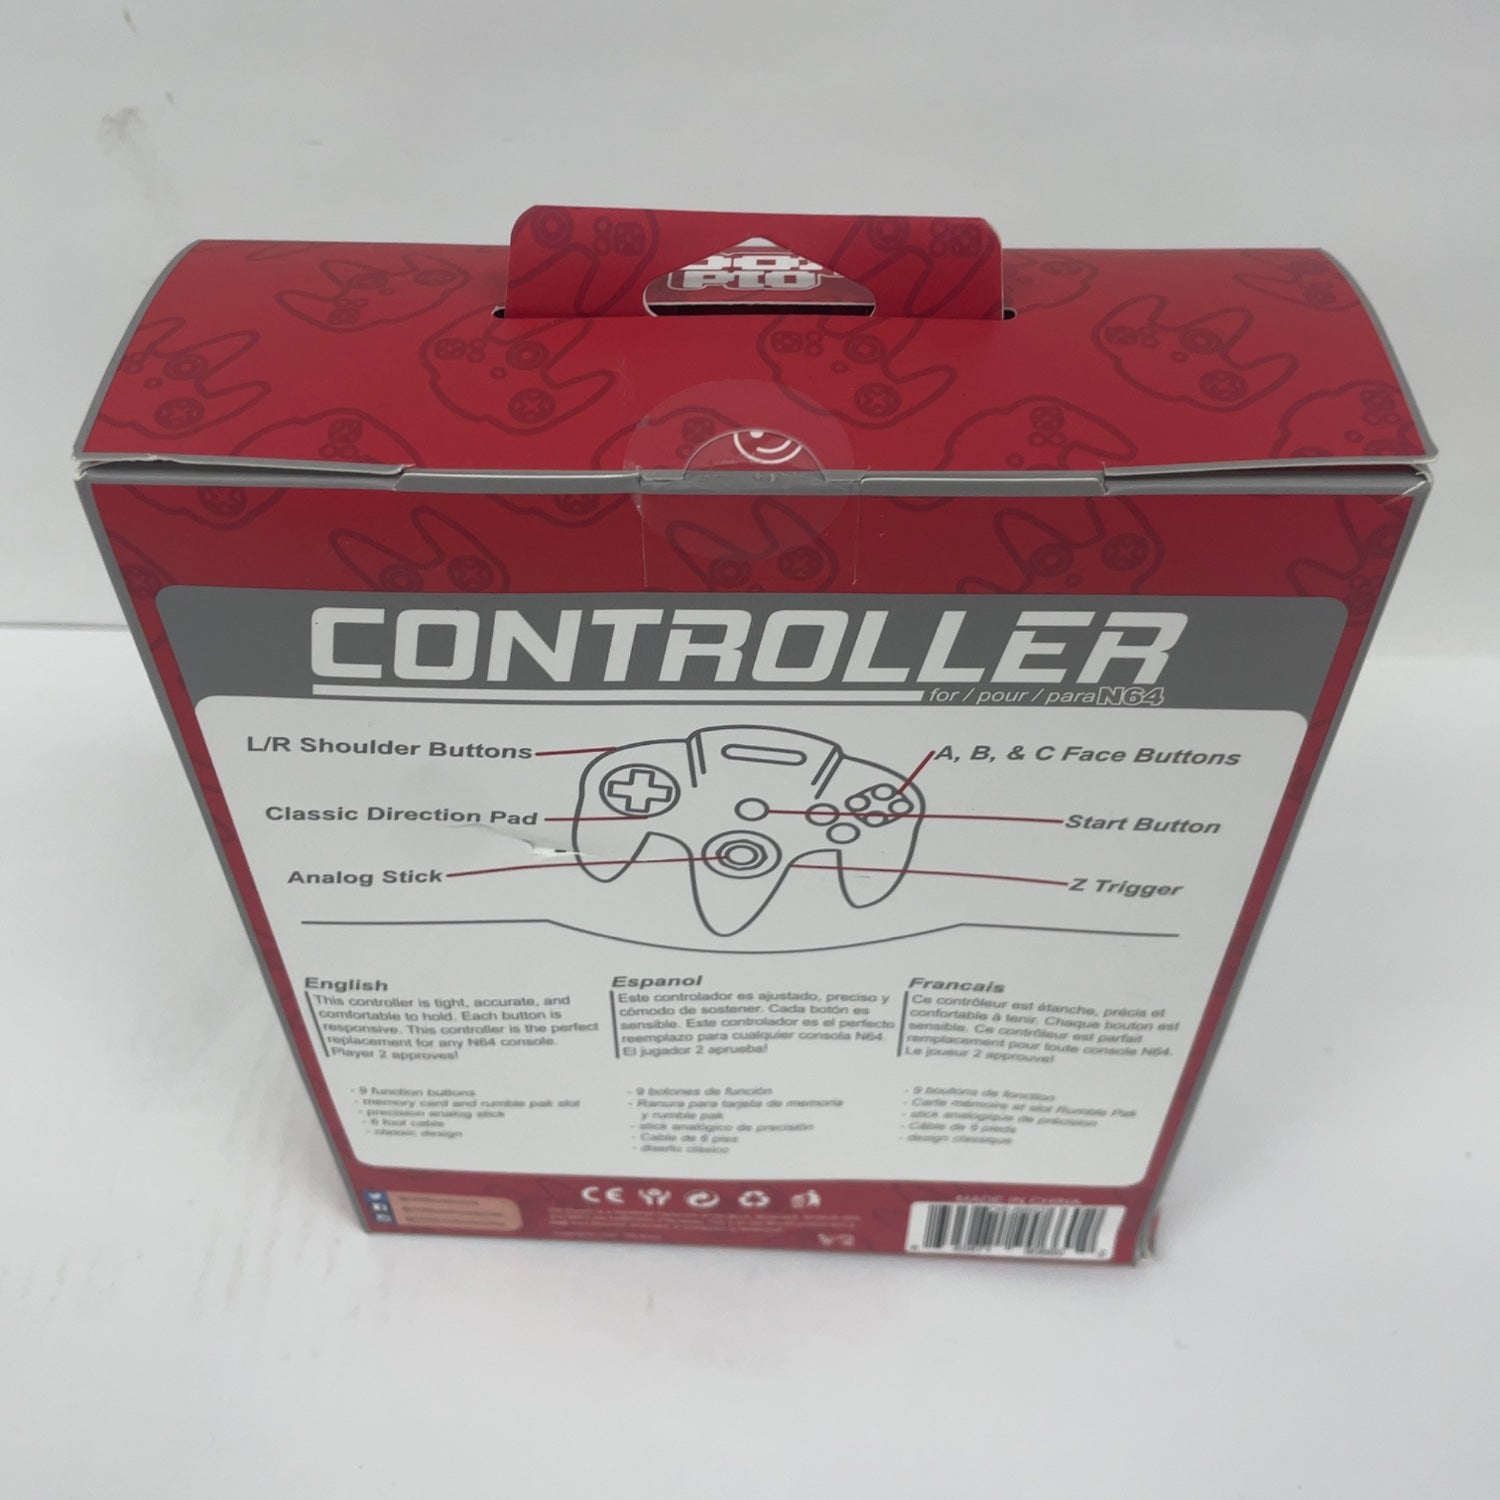 CONTROLLER
for / pour / para N64
L/R Shoulder Buttons
A, B, & C Face Buttons
Classic Direction Pad
Start Button
Analog Stick
Z Trigger
English
This controller is tight, accurate, and
comfortable to hold. Each button is
responsive. This controller is the perfect
replacement for any N64 console.
Player 2 approves!
- 9 function buttons
- memory card and rumble pak slot
- precision analog stick
- 6 foot cable
- classic design
Espanol
Este controlador es ajustado, preciso y
cómodo de sostener. Cada botón es
sensible. Este controlador es el perfecto
reemplazo para cualquier consola N64.
El jugador 2 aprueba!
- 9 botones de función
- Ranura para tarjeta de memoria
y rumble pak
- stick analógico de precisión
- Cable de 6 pies
- diseño clásico
Francais
Ce contrôleur est étanche, précis et
confortable à tenir. Chaque bouton est
sensible. Ce contrôleur est parfait
remplacement pour toute console N64.
Le joueur 2 approuve!
- 9 boutons de fonction
- Carte mémoire et slot Rumble Pak
- stick analogique de précision
- Câble de 6 pieds
- design classique
CE
MADE IN CHINA
V2